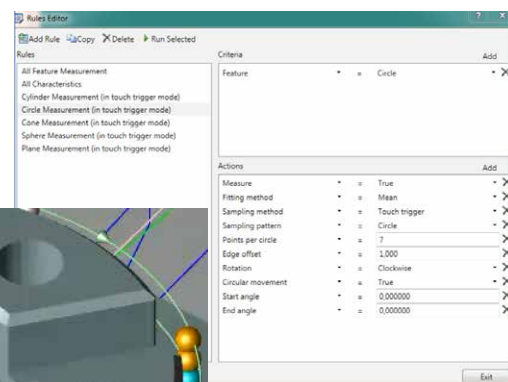 Rules Editor
? X
Add Rule Copy Delete Run Selected
Rules
All Feature Measurement
All Characteristics
Cylinder Measurement (in touch trigger mode)
Circle Measurement (in touch trigger mode)
Cone Measurement (in touch trigger mode)
Sphere Measurement (in touch trigger mode)
Plane Measurement (in touch trigger mode)
Criteria Add
Feature = Circle
Actions Add
Measure = True
Fitting method = Mean
Sampling method = Touch trigger
Sampling pattern = Circle
Points per circle = 7
Edge offset = 1,000
Rotation = Clockwise
Circular movement = True
Start angle = 0,000000
End angle = 0,000000
Exit